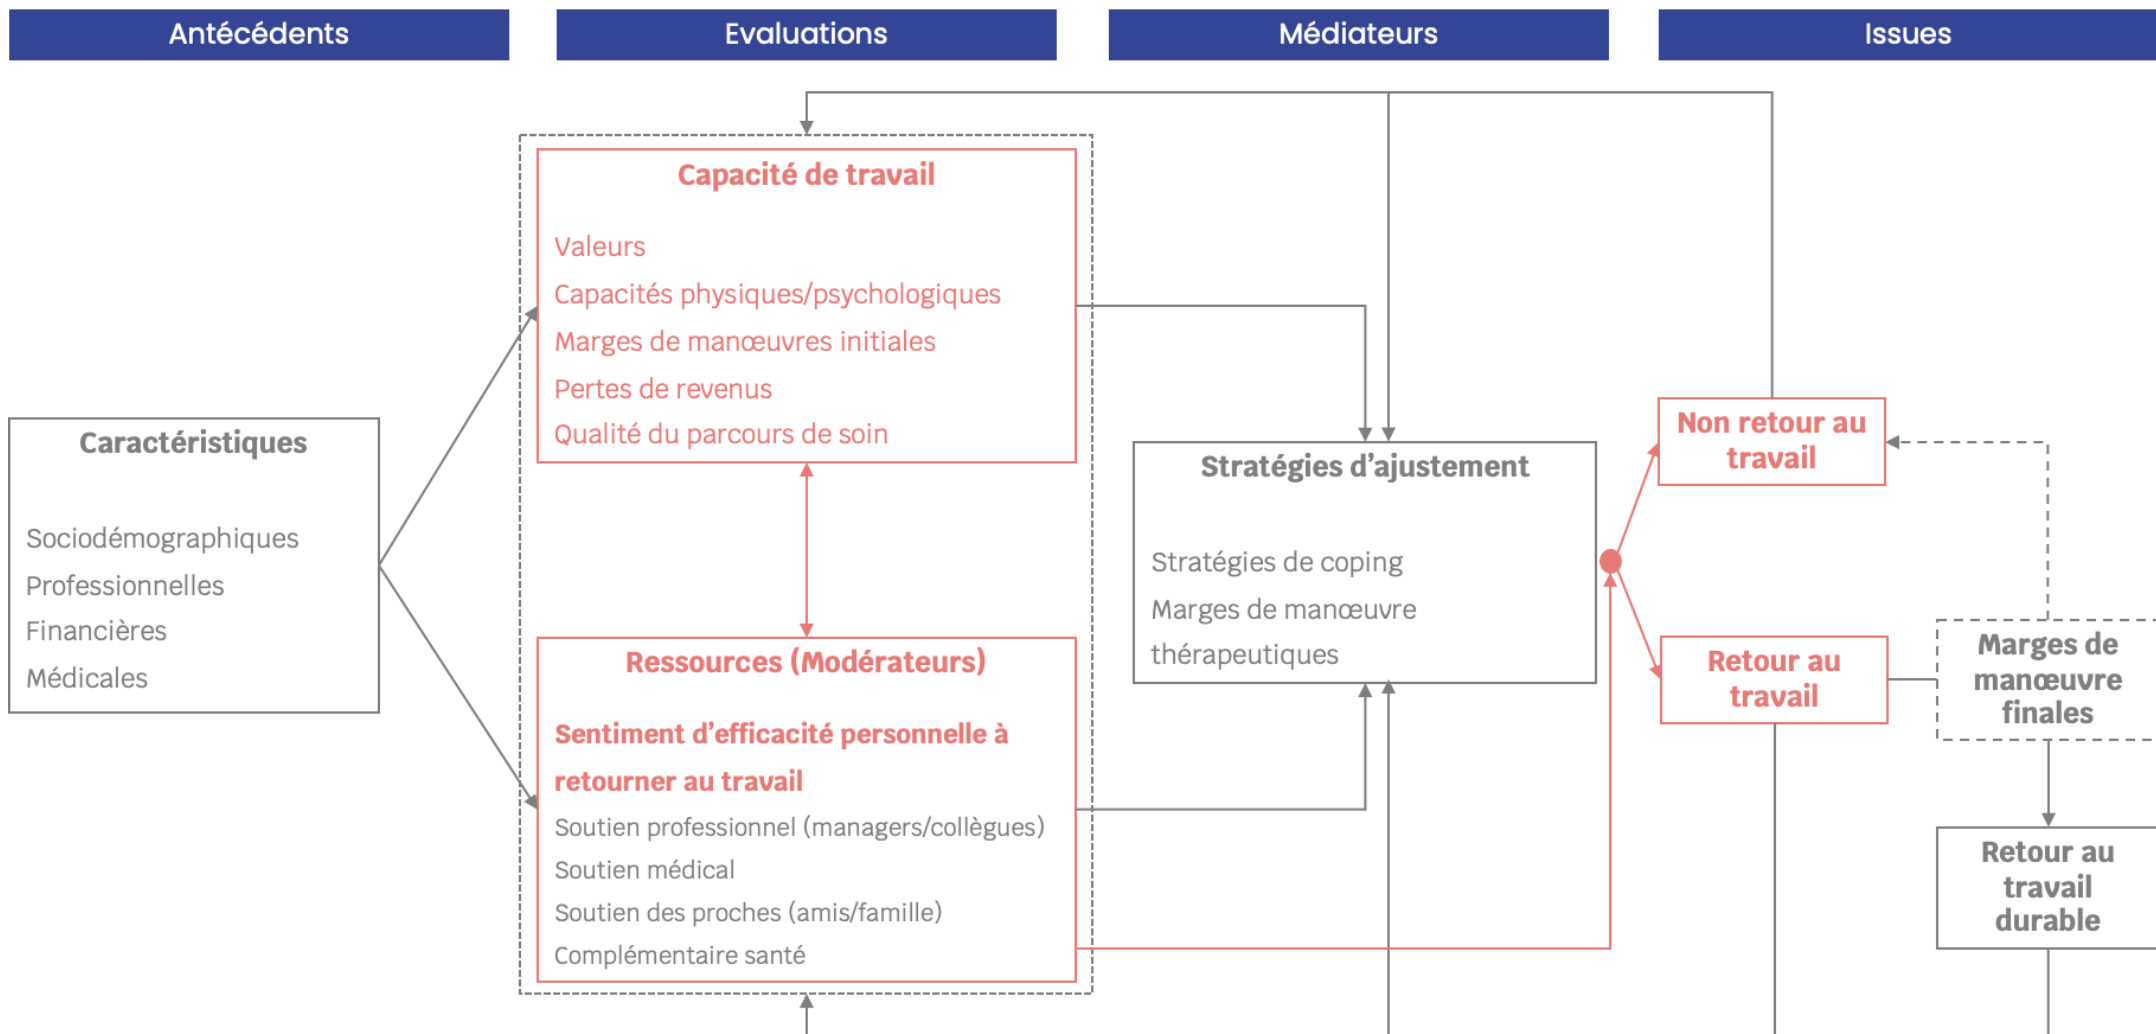 Antécédents
Evaluations
Médiateurs
Issues
Caractéristiques
Sociodémographiques
Professionnelles
Financières
Médicales
Capacité de travail
Valeurs
Capacités physiques/psychologiques
Marges de manœuvres initiales
Pertes de revenus
Qualité du parcours de soin
Ressources (Modérateurs)
Sentiment d’efficacité personnelle à
retourner au travail
Soutien professionnel (managers/collègues)
Soutien médical
Soutien des proches (amis/famille)
Complémentaire santé
Stratégies d’ajustement
Stratégies de coping
Marges de manœuvre
thérapeutiques
Non retour au
travail
Retour au
travail
Marges de
manœuvre
finales
Retour au
travail
durable